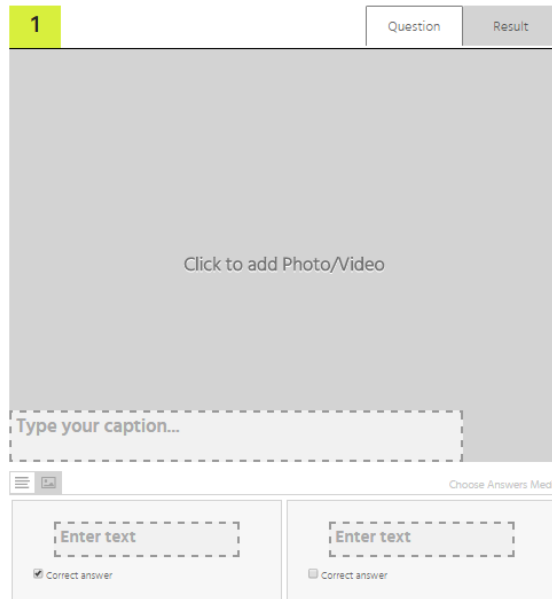 1
Question Result
Click to add Photo/Video
Type your caption...
Choose Answers Med
Enter text Enter text
Correct answer Correct answer